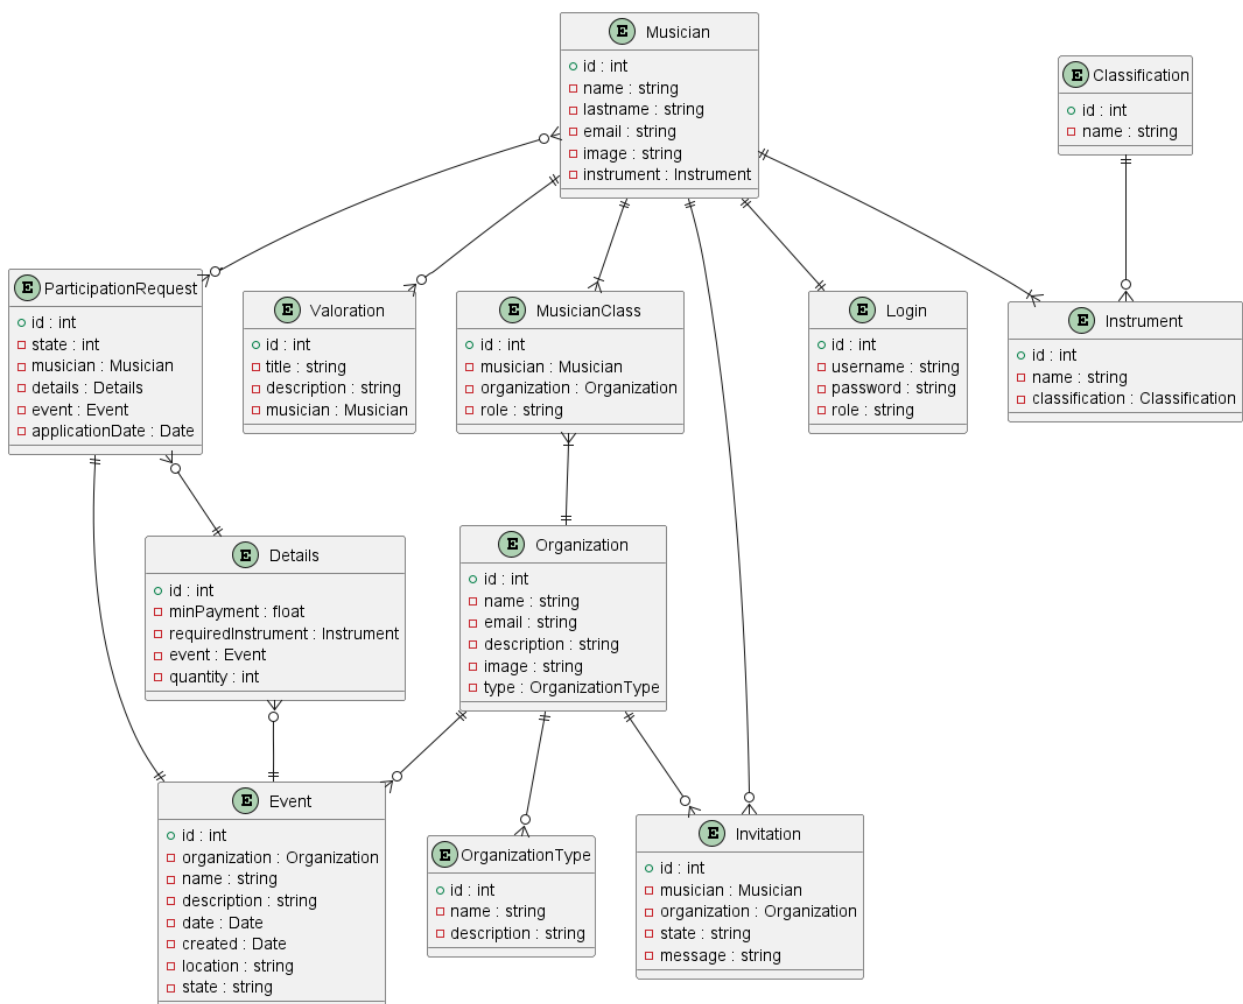 E Musician
id : int
name : string
lastname : string
email : string
image : string
instrument : Instrument
E Classification
id : int
name : string
E ParticipationRequest
id : int
state : int
musician : Musician
details : Details
event : Event
applicationDate : Date
E Valoration
id : int
title : string
description : string
musician : Musician
E MusicianClass
id : int
musician : Musician
organization : Organization
role : string
E Login
id : int
username : string
password : string
role : string
E Instrument
id : int
name : string
classification : Classification
E Details
id : int
minPayment : float
requiredInstrument : Instrument
event : Event
quantity : int
E Organization
id : int
name : string
email : string
description : string
image : string
type : OrganizationType
E Event
id : int
organization : Organization
name : string
description : string
date : Date
created : Date
location : string
state : string
E OrganizationType
id : int
name : string
description : string
E Invitation
id : int
musician : Musician
organization : Organization
state : string
message : string